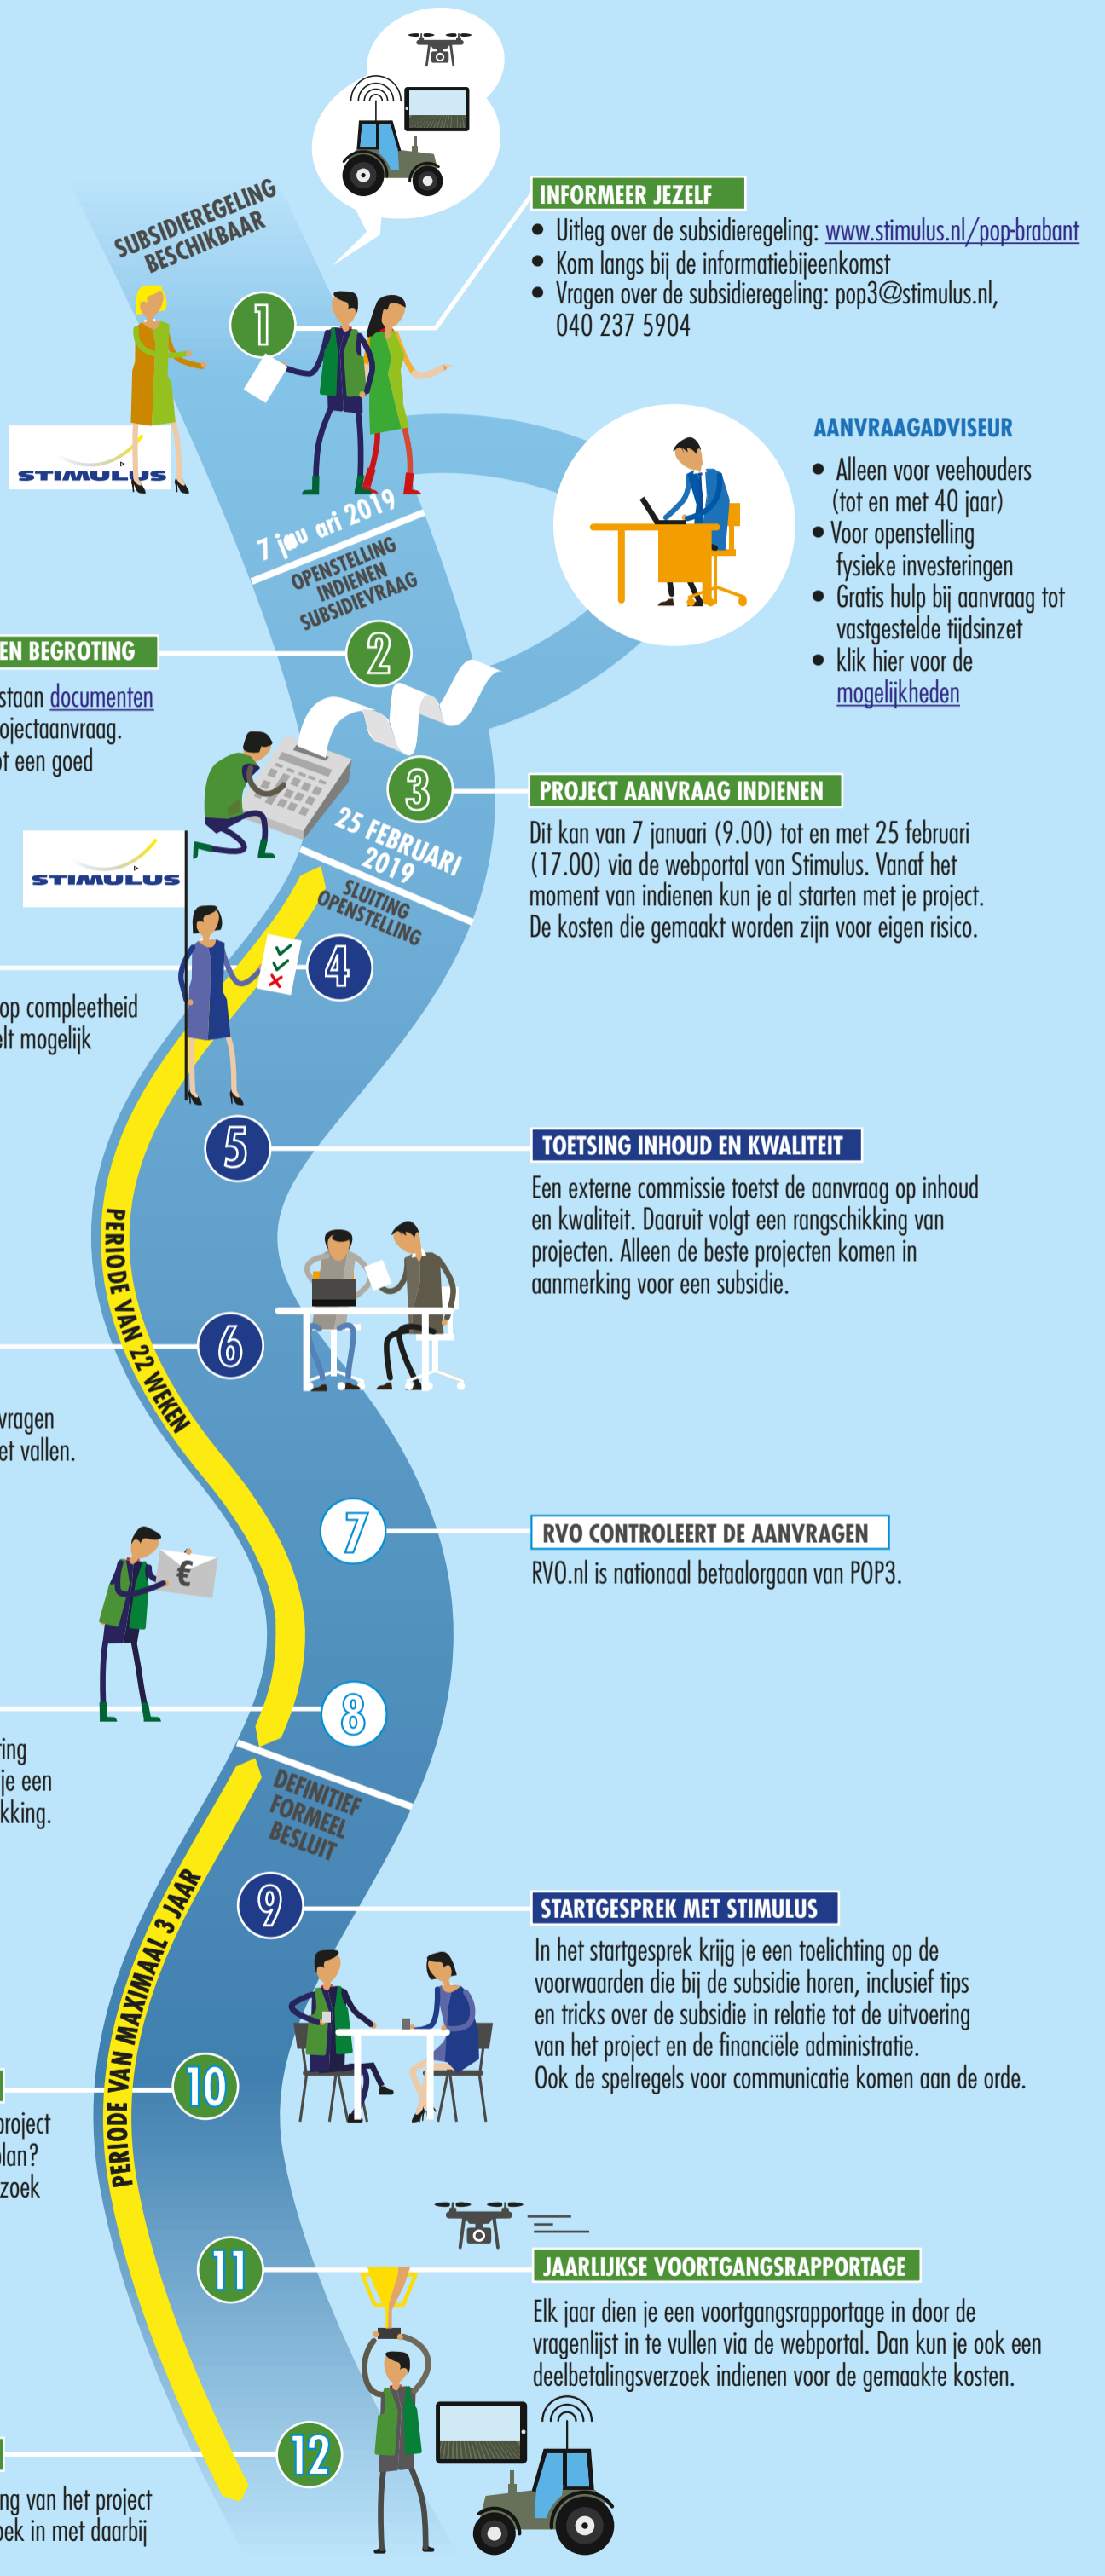 SUBSIDIEREGELING
BESCHIKBAAR
1
INFORMEER JEZELF
• Uitleg over de subsidieregeling: www.stimulus.nl/pop-brabant
• Kom langs bij de informatiebijeenkomst
• Vragen over de subsidieregeling: pop3@stimulus.nl,
040 237 5904
STIMULUS
AANVRAAGADVISEUR
• Alleen voor veehouders
(tot en met 40 jaar)
• Voor openstelling
fysieke investeringen
• Gratis hulp bij aanvraag tot
vastgestelde tijdsinzet
• klik hier voor de
mogelijkheden
7 jau ari 2019
OPENSTELLING
INDIENEN
SUBSIDIEVRAAG
2
EN BEGROTING
staan documenten
ojectaanvraag.
ot een goed
3
PROJECT AANVRAAG INDIENEN
Dit kan van 7 januari (9.00) tot en met 25 februari
(17.00) via de webportal van Stimulus. Vanaf het
moment van indienen kun je al starten met je project.
De kosten die gemaakt worden zijn voor eigen risico.
25 FEBRUARI
2019
SLUITING
OPENSTELLING
STIMULUS
4
op compleetheid
elt mogelijk
5
TOETSING INHOUD EN KWALITEIT
Een externe commissie toetst de aanvraag op inhoud
en kwaliteit. Daaruit volgt een rangschikking van
projecten. Alleen de beste projecten komen in
aanmerking voor een subsidie.
PERIODE VAN 22 WEKEN
6
vragen
et vallen.
7
RVO CONTROLEERT DE AANVRAGEN
RVO.nl is nationaal betaalorgaan van POP3.
€
8
ring
je een
kking.
DEFINITIEF
FORMEEL
BESLUIT
9
STARTGESPREK MET STIMULUS
In het startgesprek krijg je een toelichting op de
voorwaarden die bij de subsidie horen, inclusief tips
en tricks over de subsidie in relatie tot de uitvoering
van het project en de financiële administratie.
Ook de spelregels voor communicatie komen aan de orde.
PERIODE VAN MAXIMAAL 3 JAAR
10
project
plan?
zoek
11
JAARLIJKSE VOORTGANGSRAPPORTAGE
Elk jaar dien je een voortgangsrapportage in door de
vragenlijst in te vullen via de webportal. Dan kun je ook een
deelbetalingsverzoek indienen voor de gemaakte kosten.
12
ng van het project
oek in met daarbij